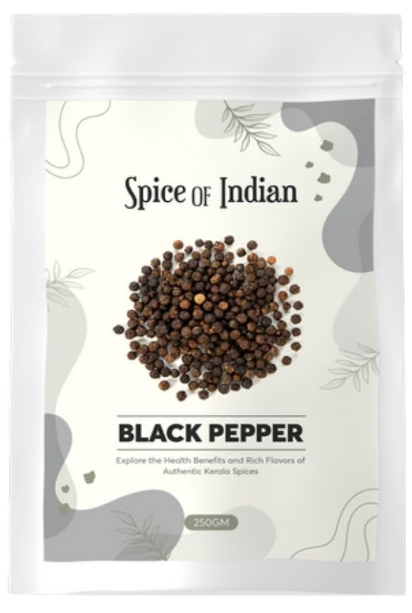 Spice OF Indian
BLACK PEPPER
Explore the Health Benefits and Rich Flavors of
Authentic Kerala Spices
250GM